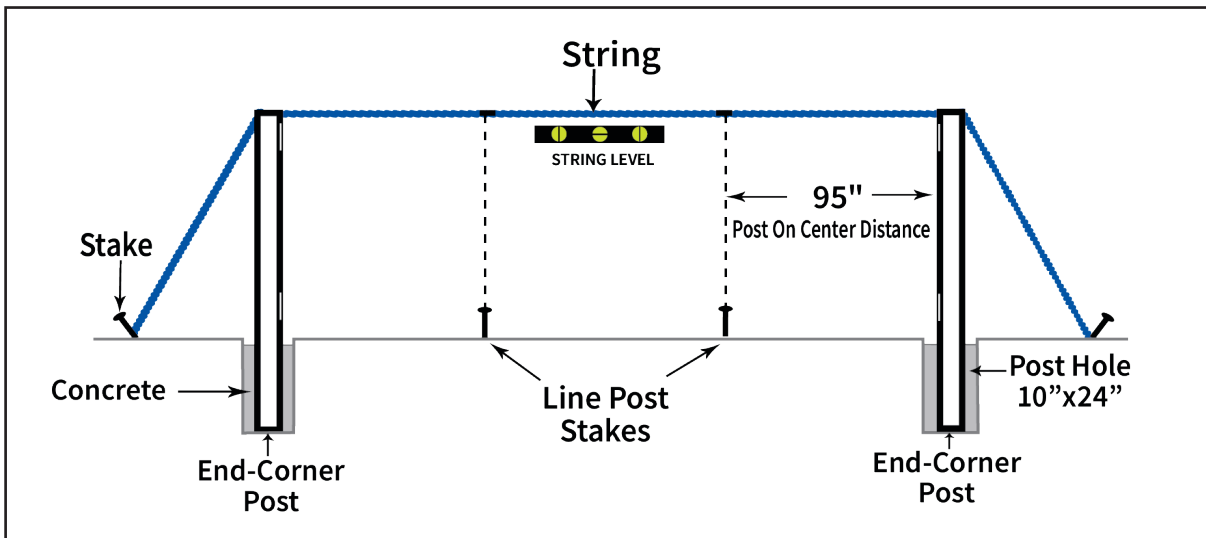 String
STRING LEVEL
95"
Post On Center Distance
Stake
Concrete
Post Hole
10”x24”
Line Post
Stakes
End-Corner
Post
End-Corner
Post